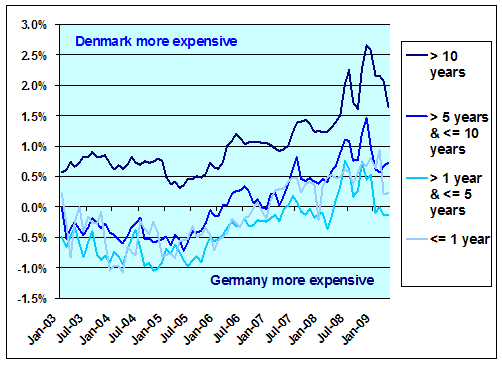 3.0%
2.5%
2.0%
1.5%
1.0%
0.5%
0.0%
-0.5%
-1.0%
-1.5%
Denmark more expensive
Germany more expensive
Jan-03
Jul-03
Jan-04
Jul-04
Jan-05
Jul-05
Jan-06
Jul-06
Jan-07
Jul-07
Jan-08
Jul-08
Jan-09
> 10
years
> 5 years
& <= 10
years
> 1 year
& <= 5
years
<= 1 year